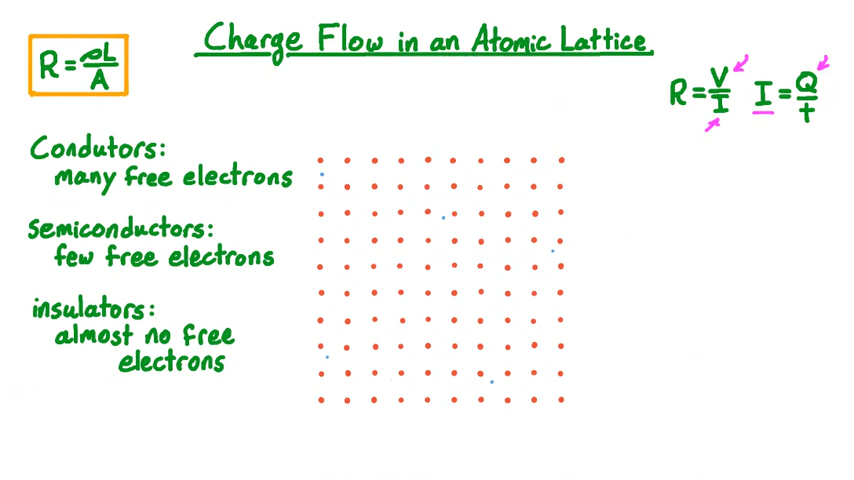 Charge Flow in an Atomic Lattice
R = ρL/A
R = V/I I = Q/t
Condutors:
many free electrons
semiconductors:
few free electrons
insulators:
almost no free
electrons